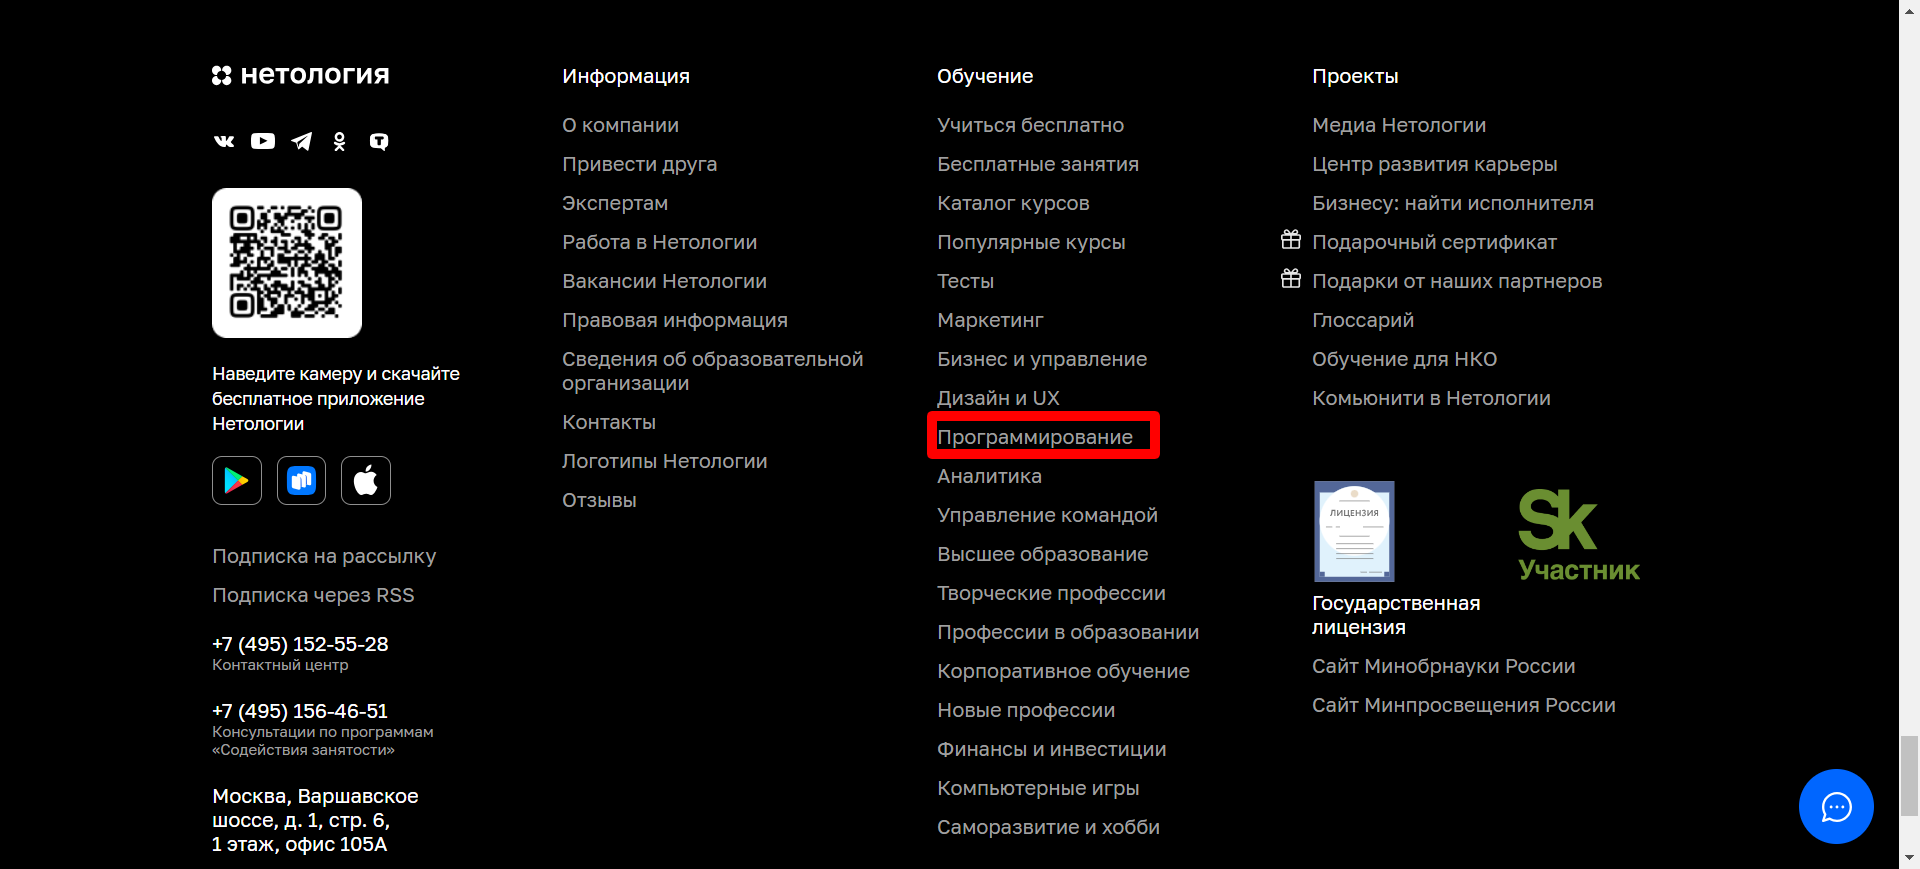 нетология
Наведите камеру и скачайте
бесплатное приложение
Нетологии
Подписка на рассылку
Подписка через RSS
+7 (495) 152-55-28
Контактный центр
+7 (495) 156-46-51
Консультации по программам
«Содействия занятости»
Москва, Варшавское
шоссе, д. 1, стр. 6,
1 этаж, офис 105А
Информация
О компании
Привести друга
Экспертам
Работа в Нетологии
Вакансии Нетологии
Правовая информация
Сведения об образовательной
организации
Контакты
Логотипы Нетологии
Отзывы
Обучение
Учиться бесплатно
Бесплатные занятия
Каталог курсов
Популярные курсы
Тесты
Маркетинг
Бизнес и управление
Дизайн и UX
Программирование
Аналитика
Управление командой
Высшее образование
Творческие профессии
Профессии в образовании
Корпоративное обучение
Новые профессии
Финансы и инвестиции
Компьютерные игры
Саморазвитие и хобби
Проекты
Медиа Нетологии
Центр развития карьеры
Бизнесу: найти исполнителя
Подарочный сертификат
Подарки от наших партнеров
Глоссарий
Обучение для НКО
Комьюнити в Нетологии
ЛИЦЕНЗИЯ
Sk
Участник
Государственная
лицензия
Сайт Минобрнауки России
Сайт Минпросвещения России